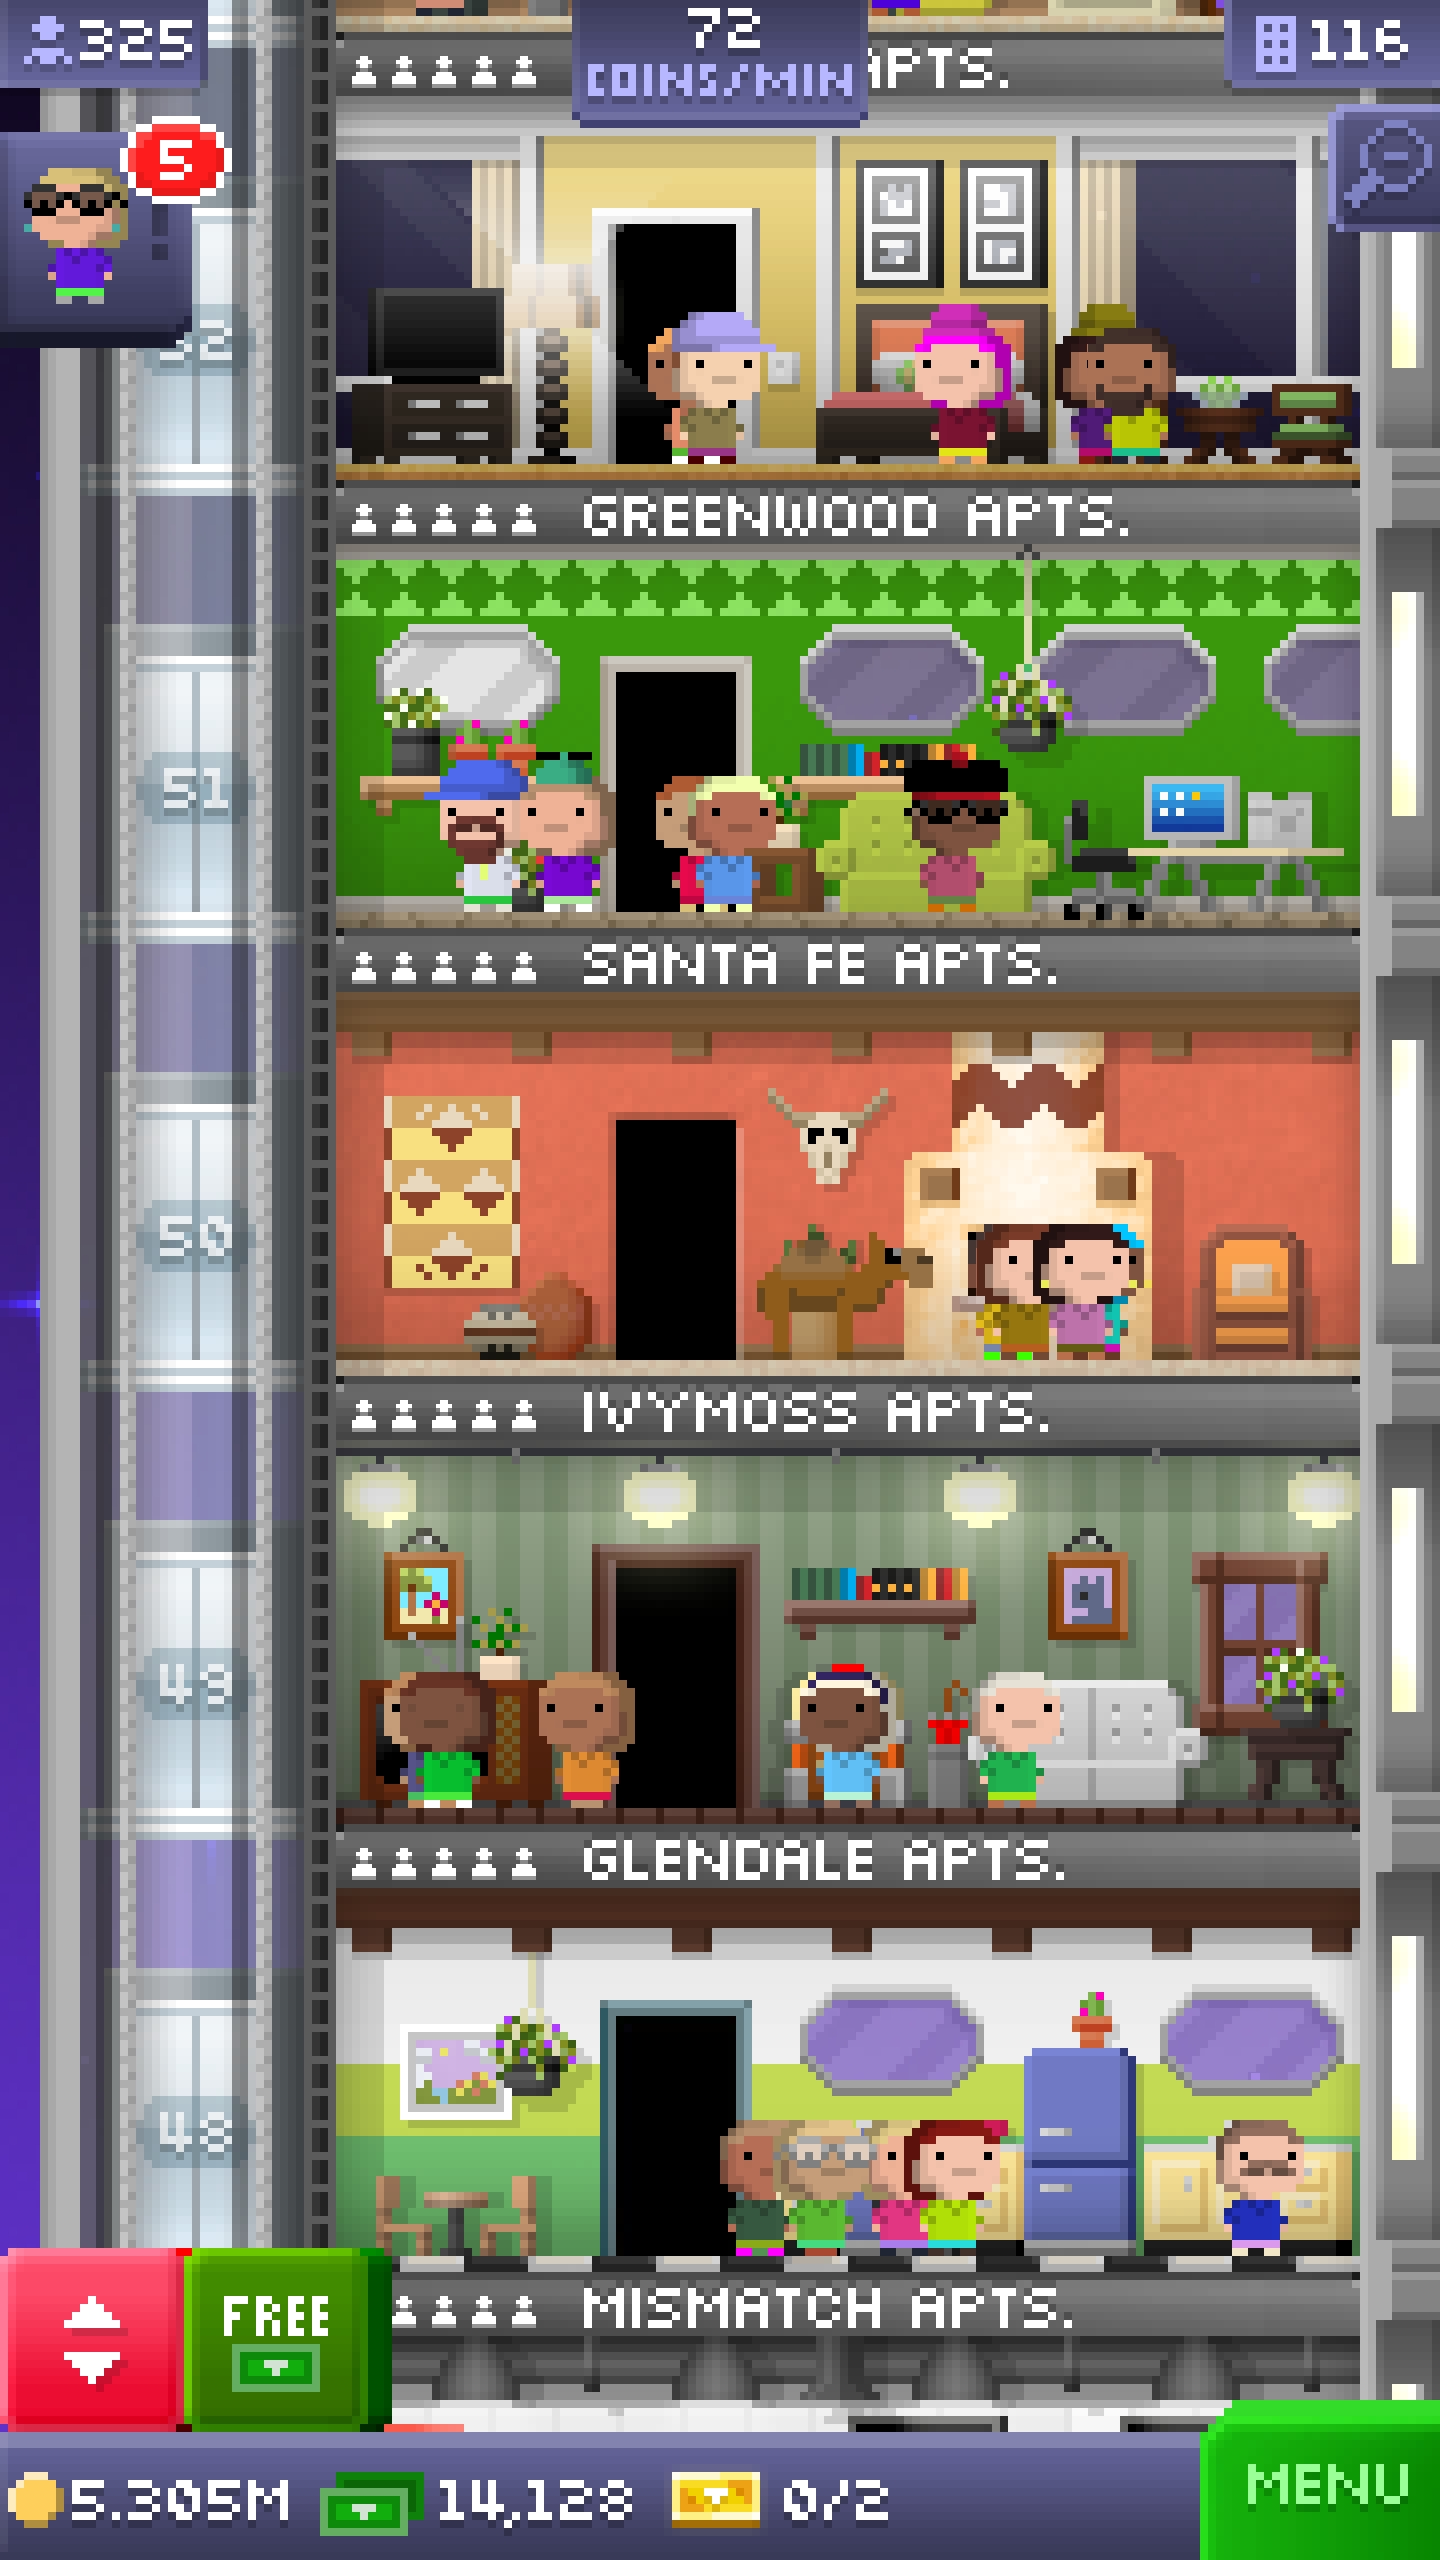 325
72
COINS/MIN
116
APTS.
5
52
GREENWOOD APTS.
51
SANTA FE APTS.
50
IVYMOSS APTS.
49
GLENDALE APTS.
48
MISMATCH APTS.
FREE
5.305M
14,128
0/2
MENU